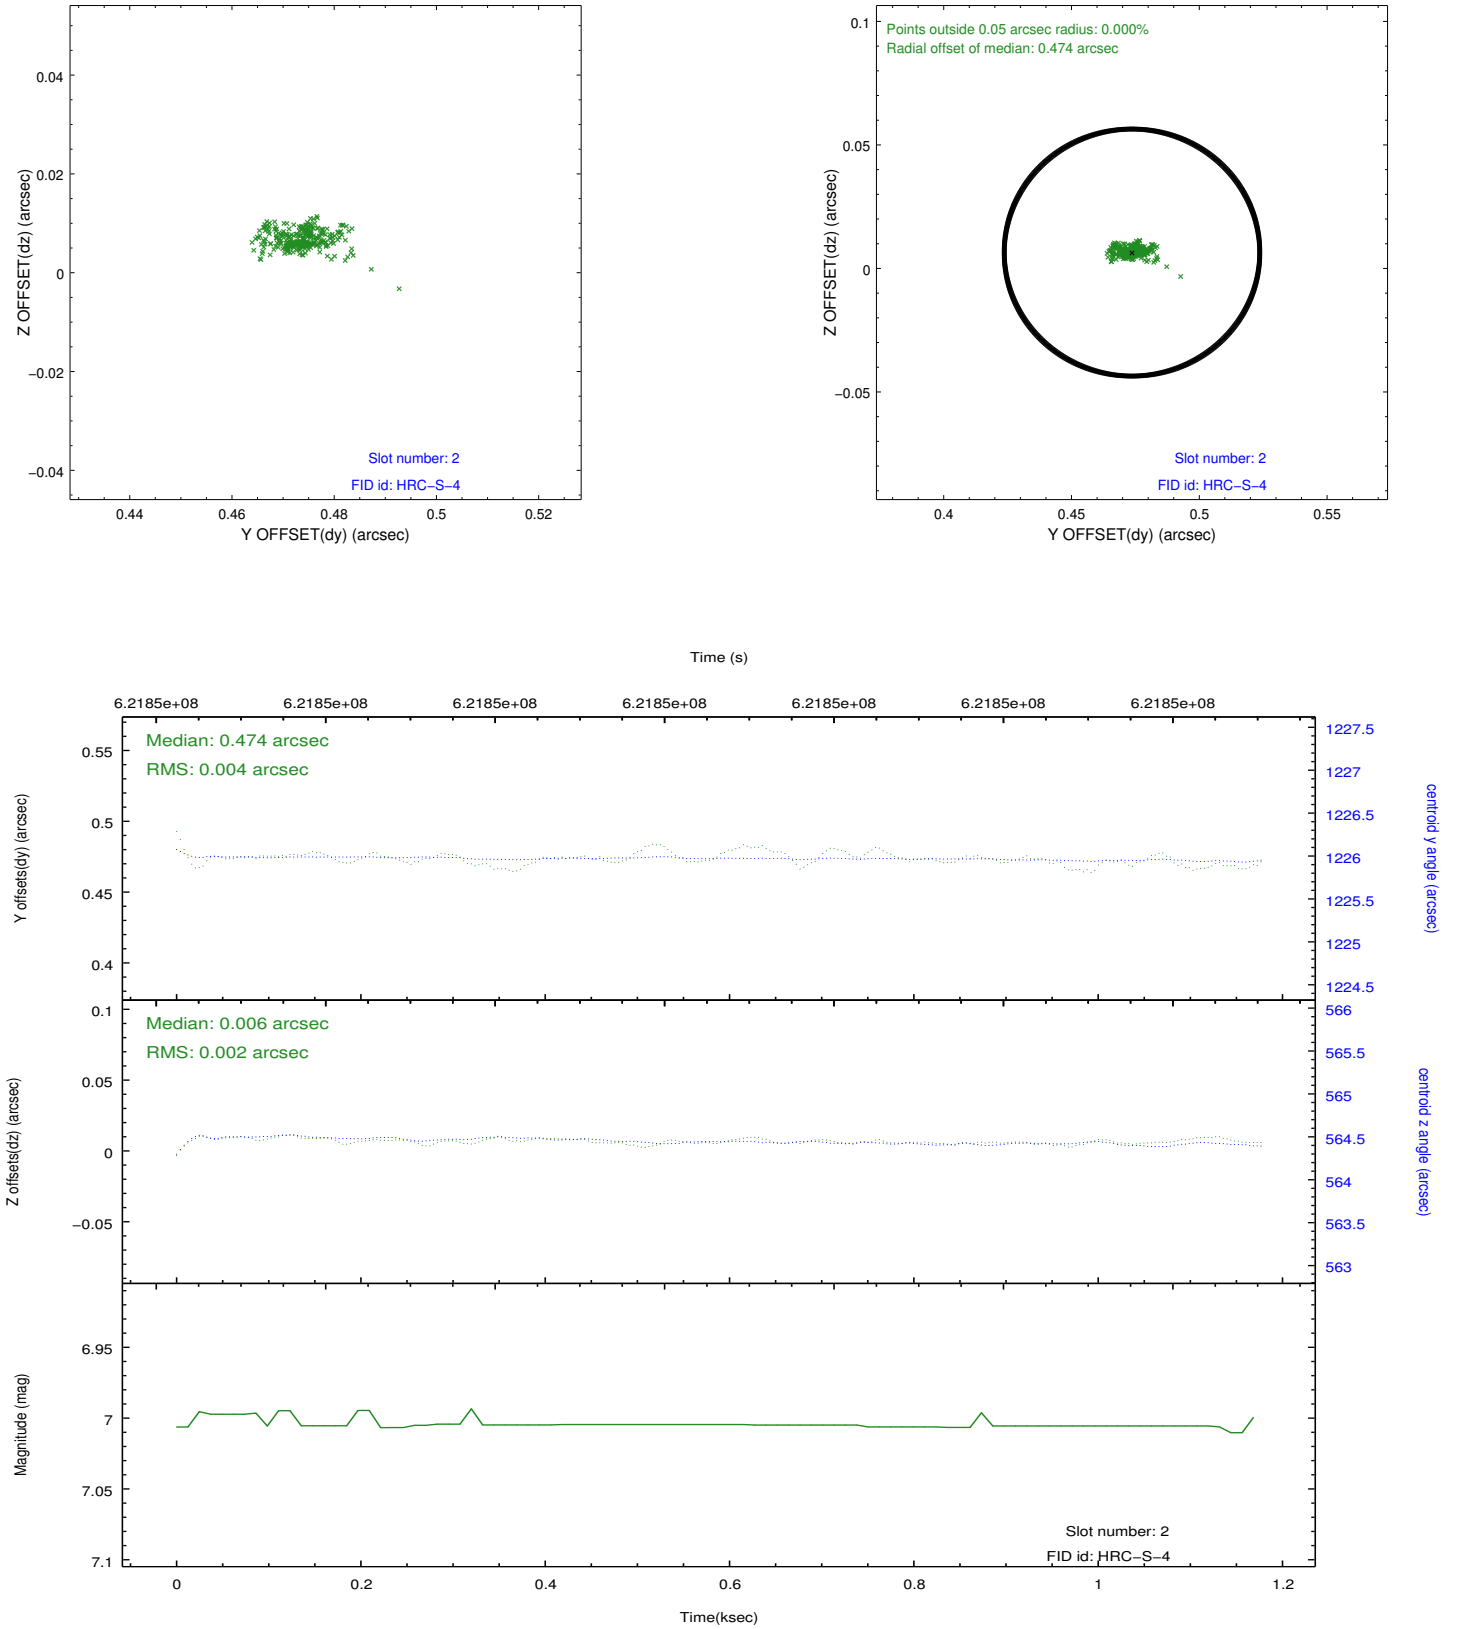 0.04
0.02
0
−0.02
−0.04
Z OFFSET(dz) (arcsec)
Slot number: 2
FID id: HRC−S−4
0.44 0.46 0.48 0.5 0.52
Y OFFSET(dy) (arcsec)
0.1
0.05
0
−0.05
Z OFFSET(dz) (arcsec)
Points outside 0.05 arcsec radius: 0.000%
Radial offset of median: 0.474 arcsec
Slot number: 2
FID id: HRC−S−4
0.4 0.45 0.5 0.55
Y OFFSET(dy) (arcsec)
Time (s)
6.2185e+08 6.2185e+08 6.2185e+08 6.2185e+08 6.2185e+08 6.2185e+08 6.2185e+08
Median: 0.474 arcsec
RMS: 0.004 arcsec
0.55
0.5
0.45
0.4
Y offsets(dy) (arcsec)
1227.5
1227
1226.5
1226
1225.5
1225
1224.5
centroid y angle (arcsec)
Median: 0.006 arcsec
RMS: 0.002 arcsec
0.1
0.05
0
−0.05
Z offsets(dz) (arcsec)
566
565.5
565
564.5
564
563.5
563
centroid z angle (arcsec)
6.95
7
7.05
7.1
Magnitude (mag)
Slot number: 2
FID id: HRC−S−4
0 0.2 0.4 0.6 0.8 1 1.2
Time(ksec)